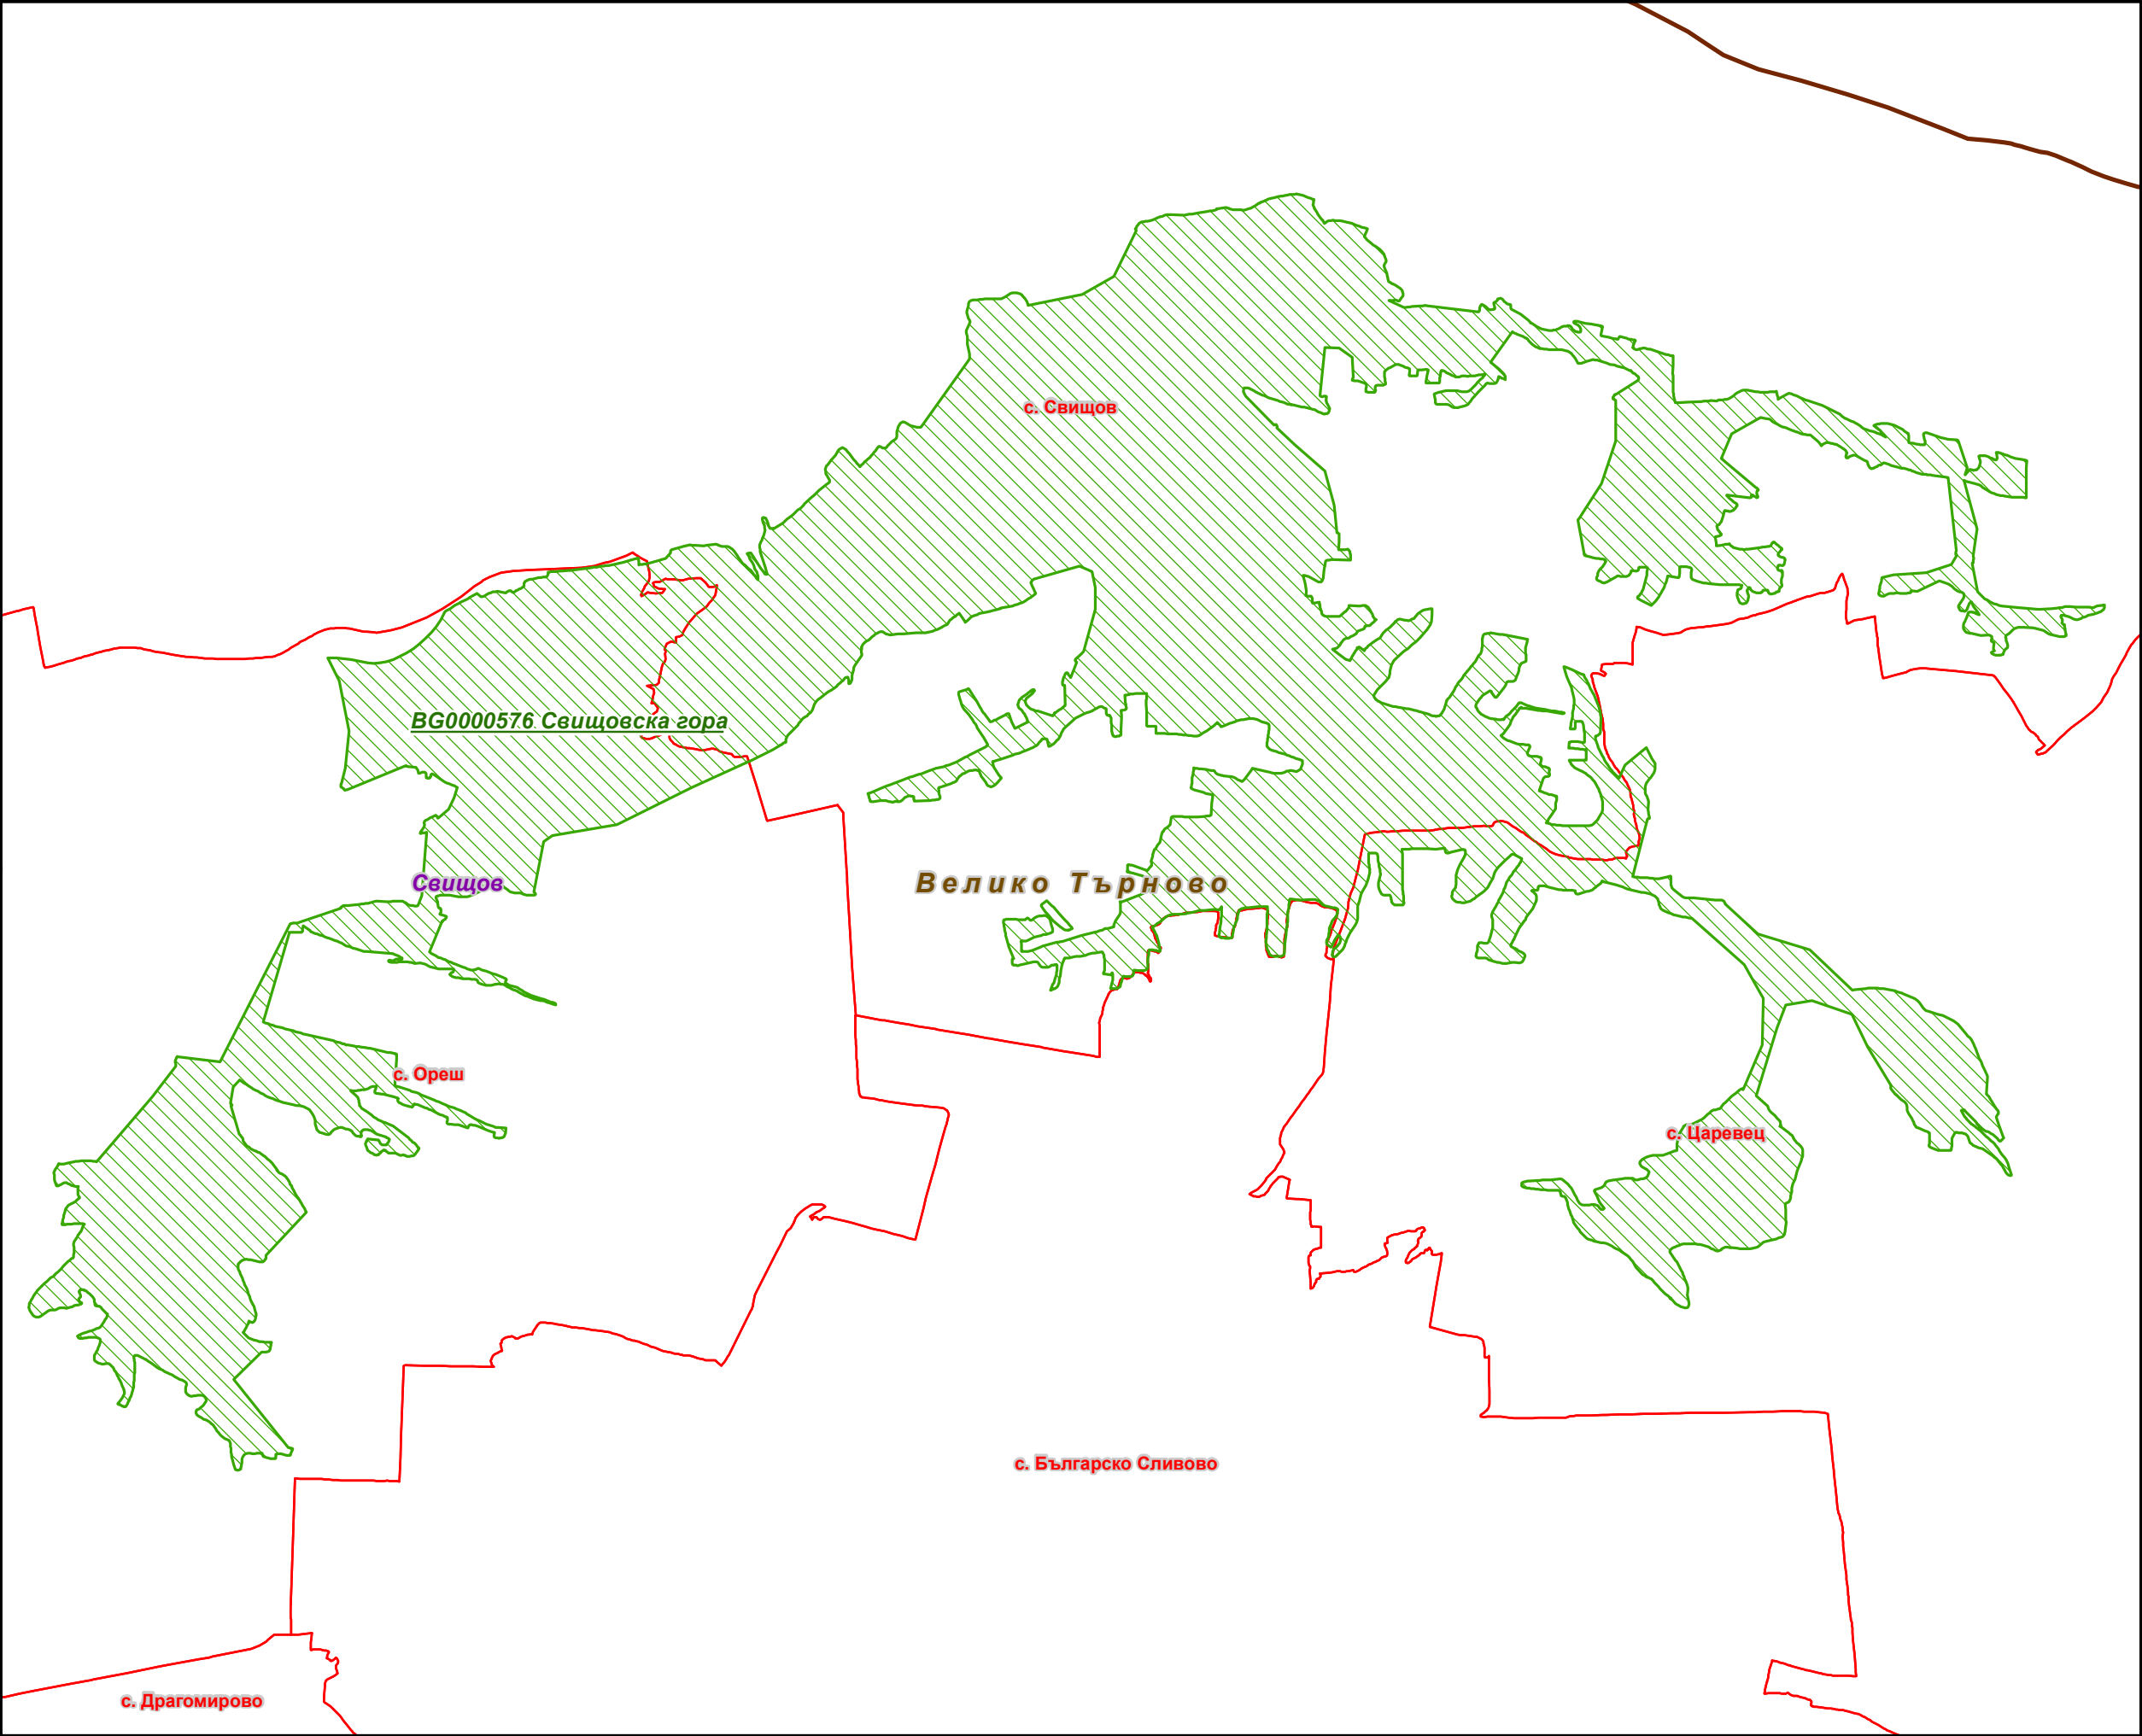 с. Свищов
BG0000576 Свищовска гора
Свищов
Велико Търново
с. Ореш
с. Царевец
с. Българско Сливово
с. Драгомирово